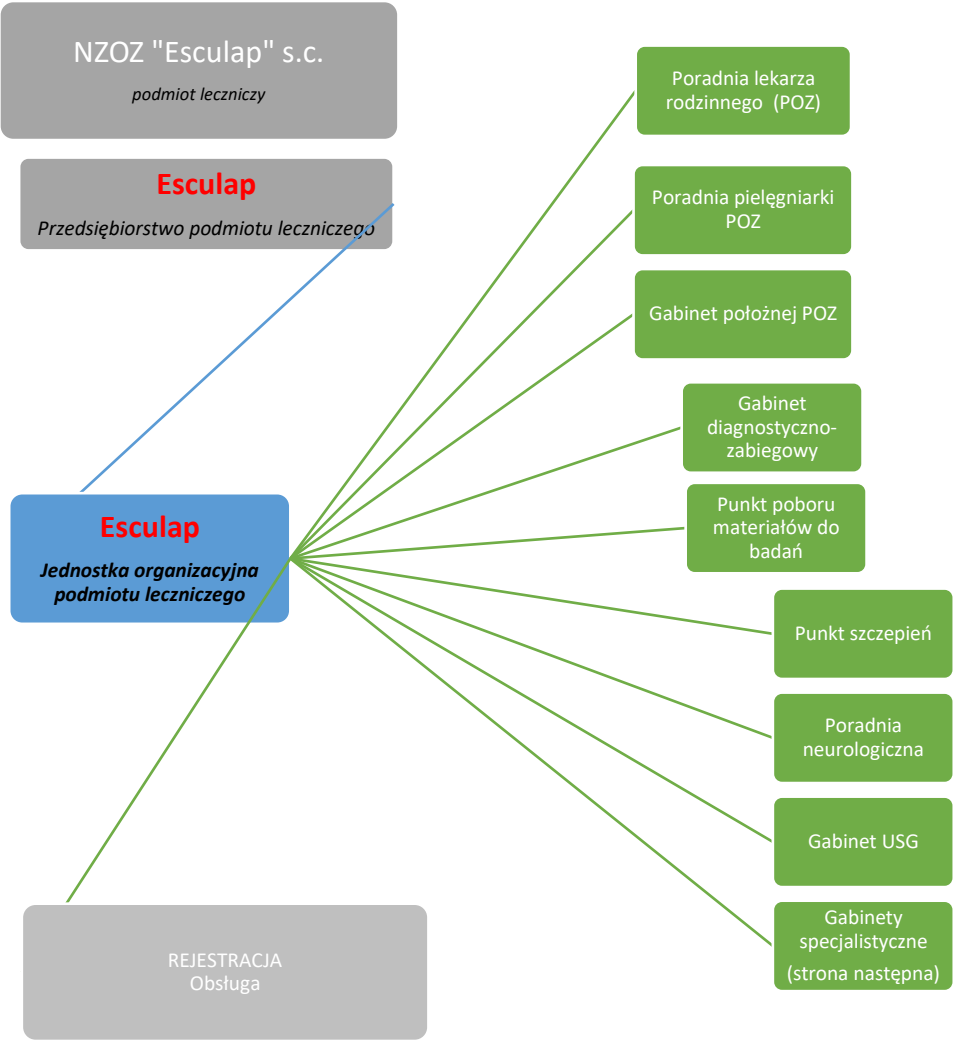 NZOZ "Esculap" s.c.
podmiot leczniczy
Esculap
Przedsiębiorstwo podmiotu leczniczego
Esculap
Jednostka organizacyjna
podmiotu leczniczego
REJESTRACJA
Obsługa
Poradnia lekarza
rodzinnego (POZ)
Poradnia pielęgniarki
POZ
Gabinet położnej POZ
Gabinet
diagnostyczno-
zabiegowy
Punkt poboru
materiałów do
badań
Punkt szczepień
Poradnia
neurologiczna
Gabinet USG
Gabinety
specjalistyczne
(strona następna)